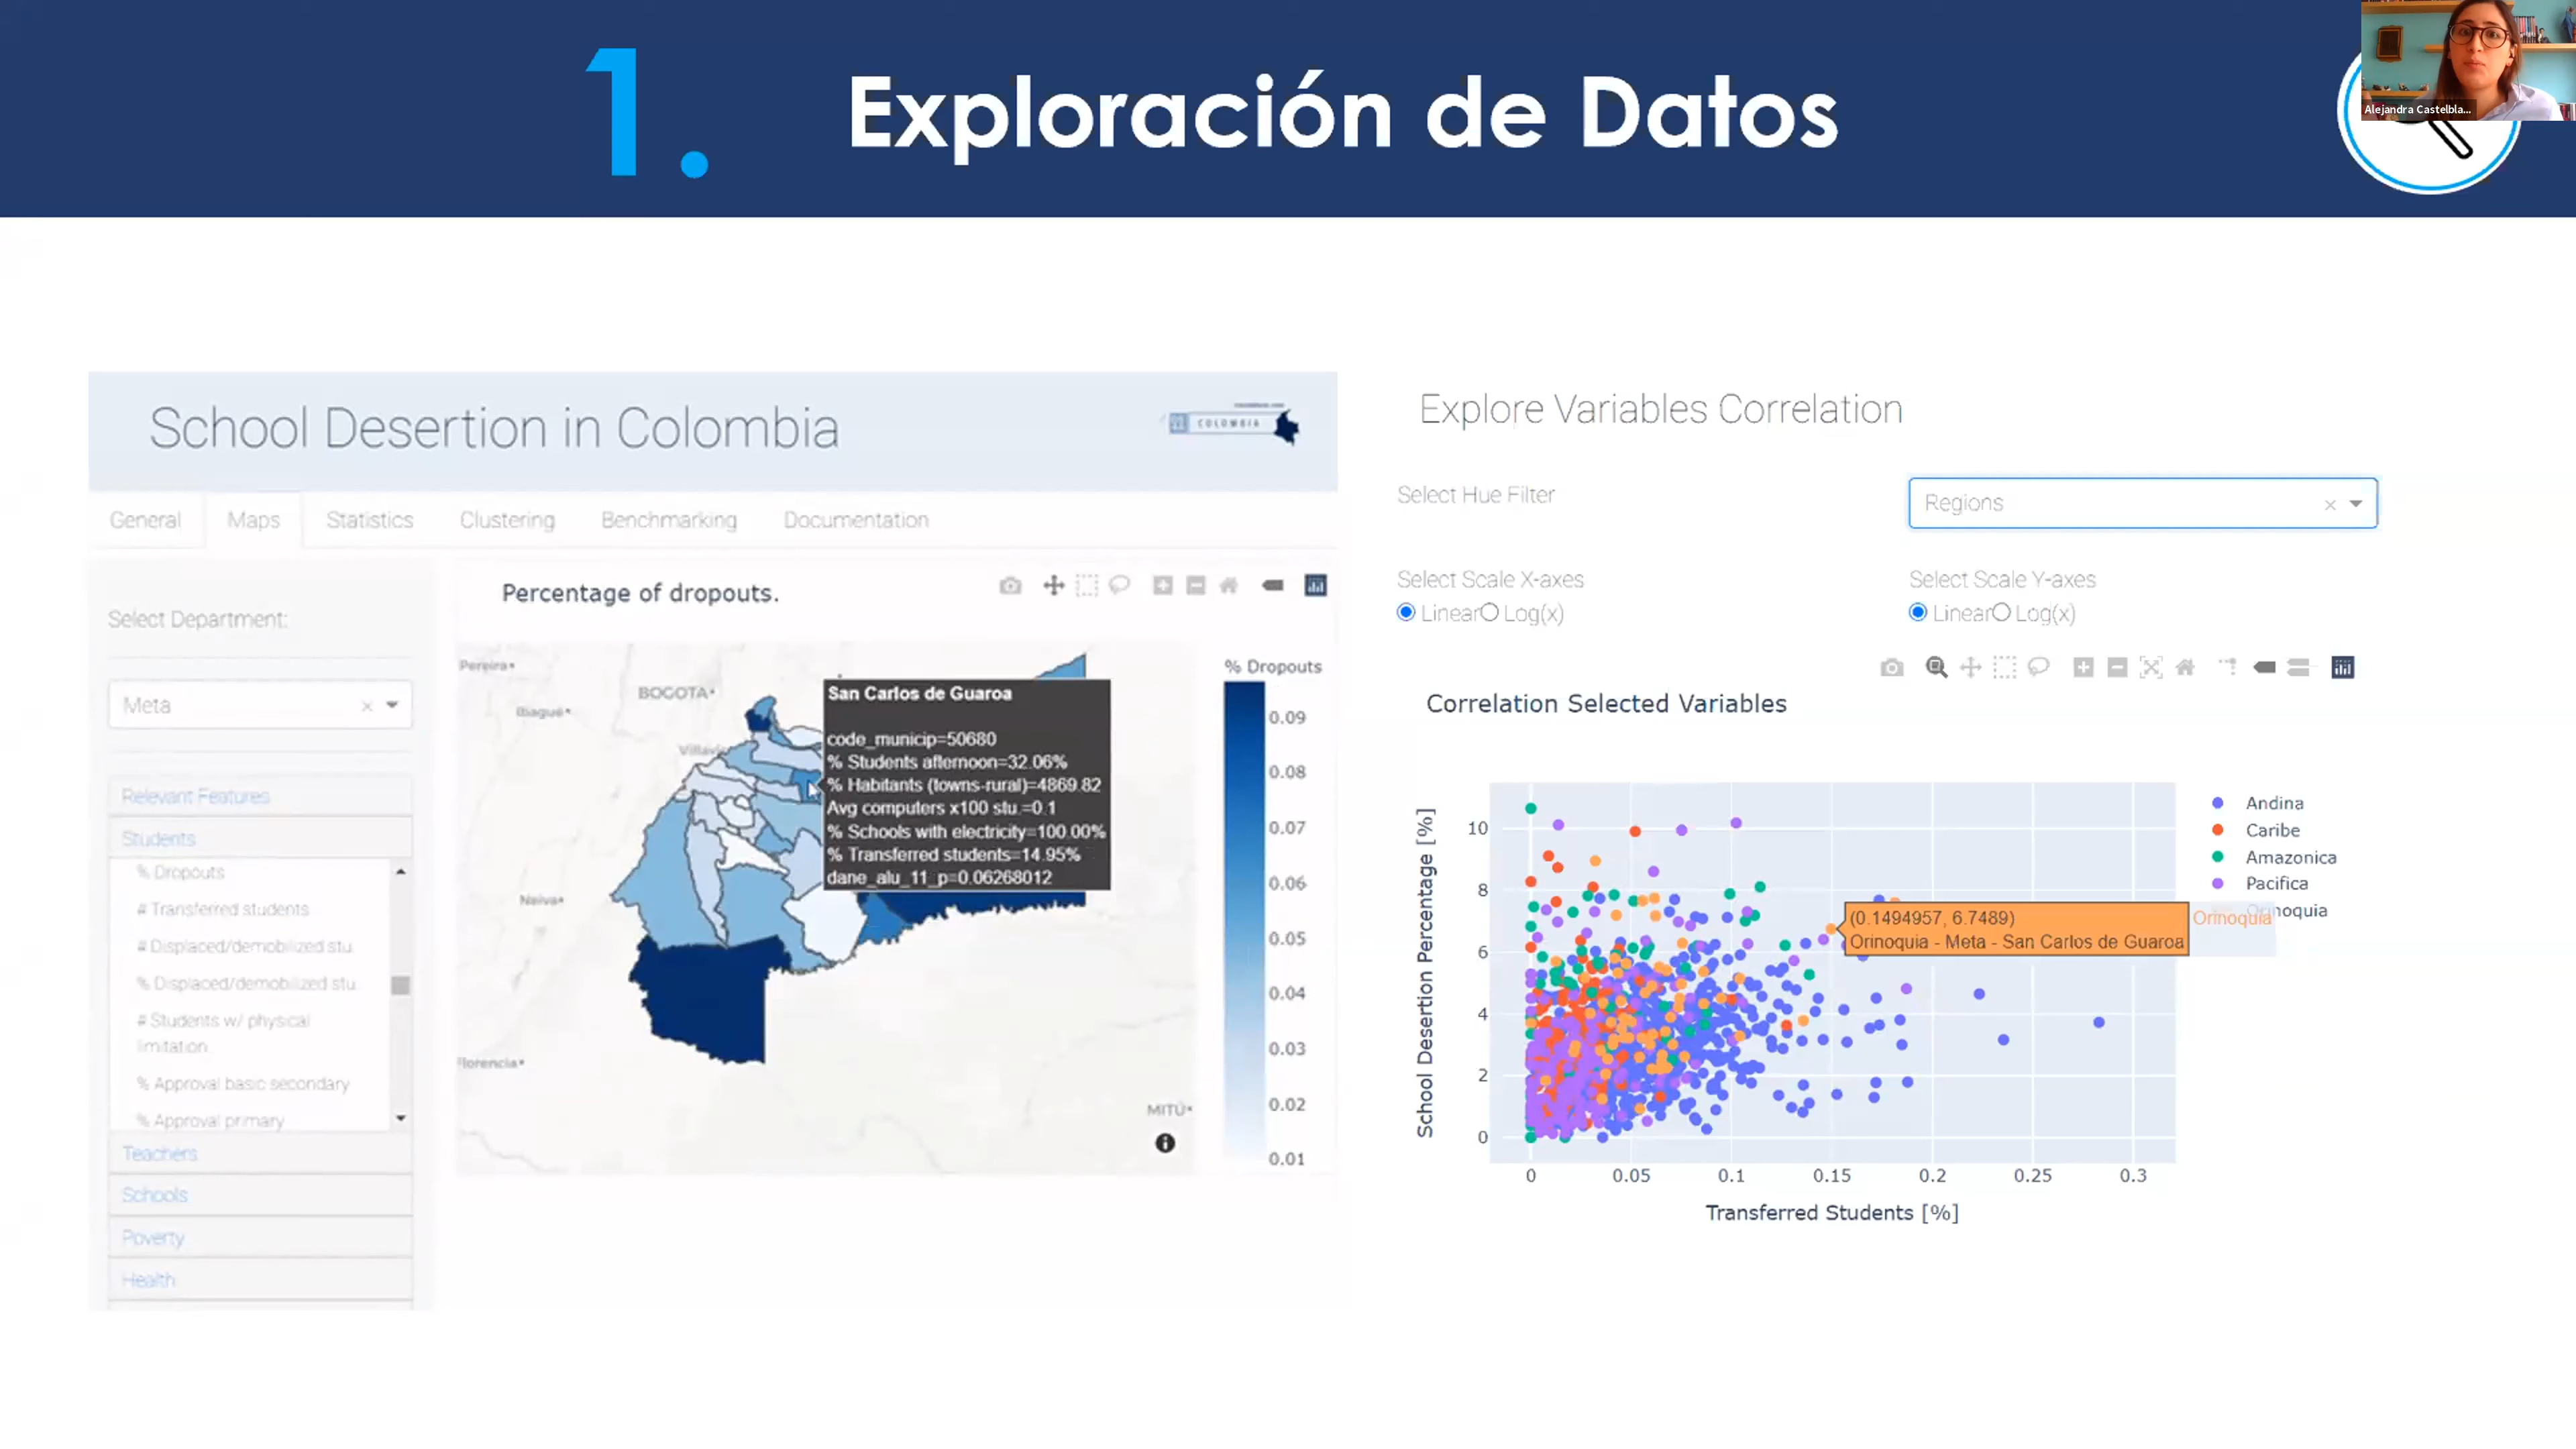 1. Exploración de Datos
Alejandra Castelbla...
School Desertion in Colombia
COLOMBIA
General Maps Statistics Clustering Benchmarking Documentation
Select Department:
Meta
Relevant Features
Students
% Dropouts
# Transferred students
# Displaced/demobilized stu.
% Displaced/demobilized stu.
# Students w/ physical
limitation.
% Approval basic secondary
% Approval primary
Teachers
Schools
Poverty
Health
Percentage of dropouts.
Pereira
BOGOTA
Ibagué
Villavic
Neiva
Florencia
MITÚ
San Carlos de Guaroa
code_municip=50680
% Students afternoon=32.06%
% Habitants (towns-rural)=4869.82
Avg computers x100 stu.=0.1
% Schools with electricity=100.00%
% Transferred students=14.95%
dane_alu_11_p=0.06268012
% Dropouts
0.09
0.08
0.07
0.06
0.05
0.04
0.03
0.02
0.01
Explore Variables Correlation
Select Hue Filter
Regions
Select Scale X-axes
Linear Log(x)
Select Scale Y-axes
Linear Log(x)
Correlation Selected Variables
School Desertion Percentage [%]
10
8
6
4
2
0
0 0.05 0.1 0.15 0.2 0.25 0.3
Transferred Students [%]
Andina
Caribe
Amazonica
Pacifica
Orinoquia
(0.1494957, 6.7489)
Orinoquia - Meta - San Carlos de Guaroa
Orinoquia